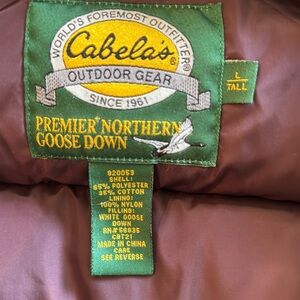 WORLD'S FOREMOST OUTFITTER®
Cabela's®
OUTDOOR GEAR
SINCE 1961
PREMIER* NORTHERN
GOOSE DOWN
L
TALL
920053
SHELL:
65% POLYESTER
35% COTTON
LINING:
100% NYLON
FILLING:
WHITE GOOSE
DOWN
RN# 56835
CBT21
MADE IN CHINA
CARE
SEE REVERSE